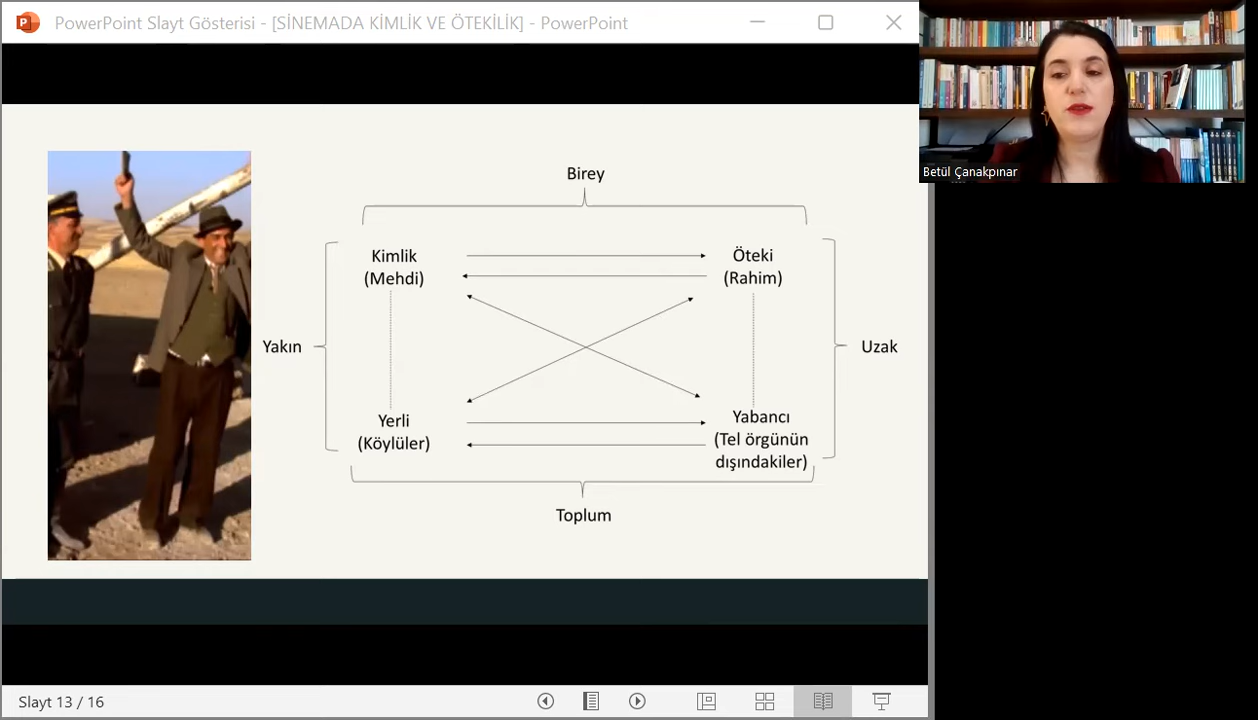 PowerPoint Slayt Gösterisi - [SİNEMADA KİMLİK VE ÖTEKİLİK] - PowerPoint
Betül Çanakpınar
Birey
Kimlik
(Mehdi)
Öteki
(Rahim)
Yakın
Uzak
Yerli
(Köylüler)
Yabancı
(Tel örgünün
dışındakiler)
Toplum
Slayt 13 / 16